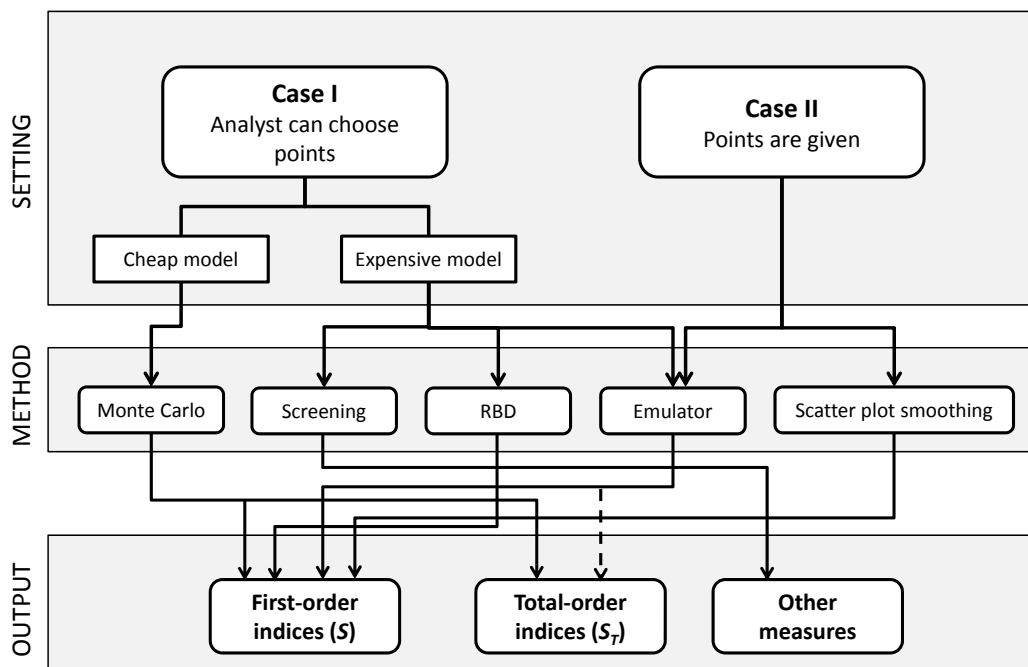 SETTING
Case I
Analyst can choose
points
Case II
Points are given
Cheap model
Expensive model
METHOD
Monte Carlo
Screening
RBD
Emulator
Scatter plot smoothing
OUTPUT
First-order
indices (S)
Total-order
indices (S_T)
Other
measures